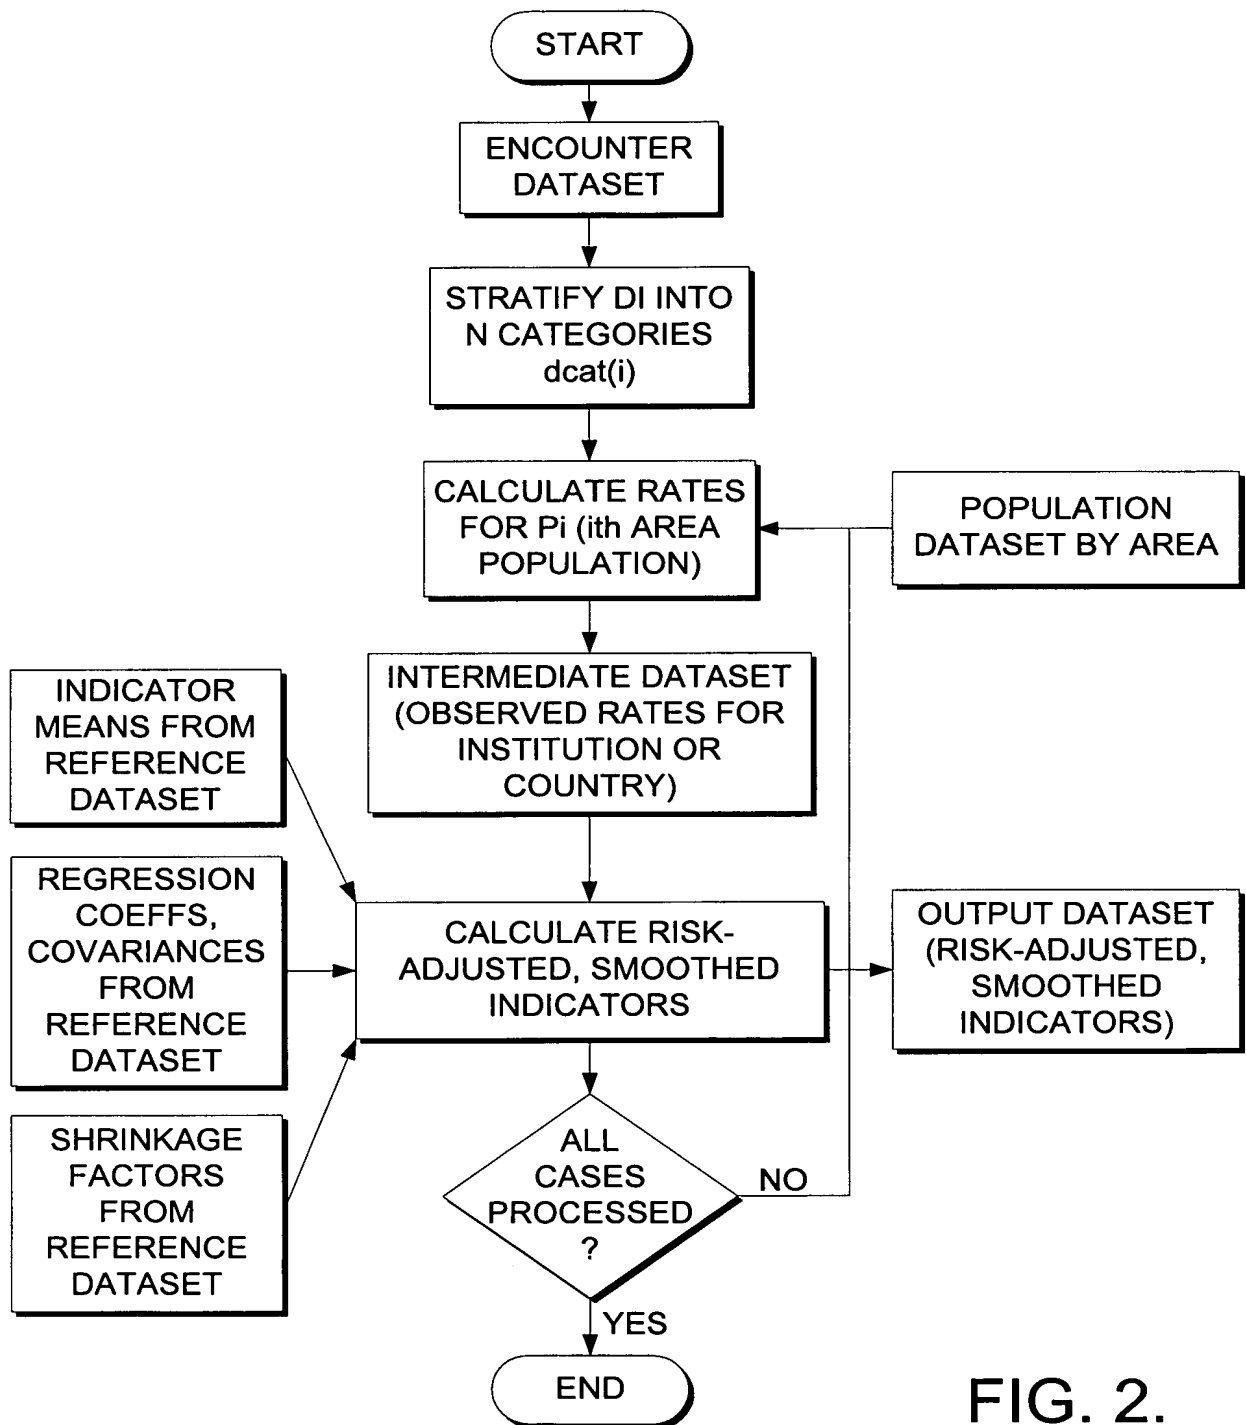 START
ENCOUNTER
DATASET
STRATIFY DI INTO
N CATEGORIES
dcat(i)
CALCULATE RATES
FOR Pi (ith AREA
POPULATION)
POPULATION
DATASET BY AREA
INTERMEDIATE DATASET
(OBSERVED RATES FOR
INSTITUTION OR
COUNTRY)
INDICATOR
MEANS FROM
REFERENCE
DATASET
REGRESSION
COEFFS,
COVARIANCES
FROM
REFERENCE
DATASET
CALCULATE RISK-
ADJUSTED, SMOOTHED
INDICATORS
OUTPUT DATASET
(RISK-ADJUSTED,
SMOOTHED
INDICATORS)
SHRINKAGE
FACTORS
FROM
REFERENCE
DATASET
ALL
CASES
PROCESSED
?
NO
YES
END
FIG. 2.